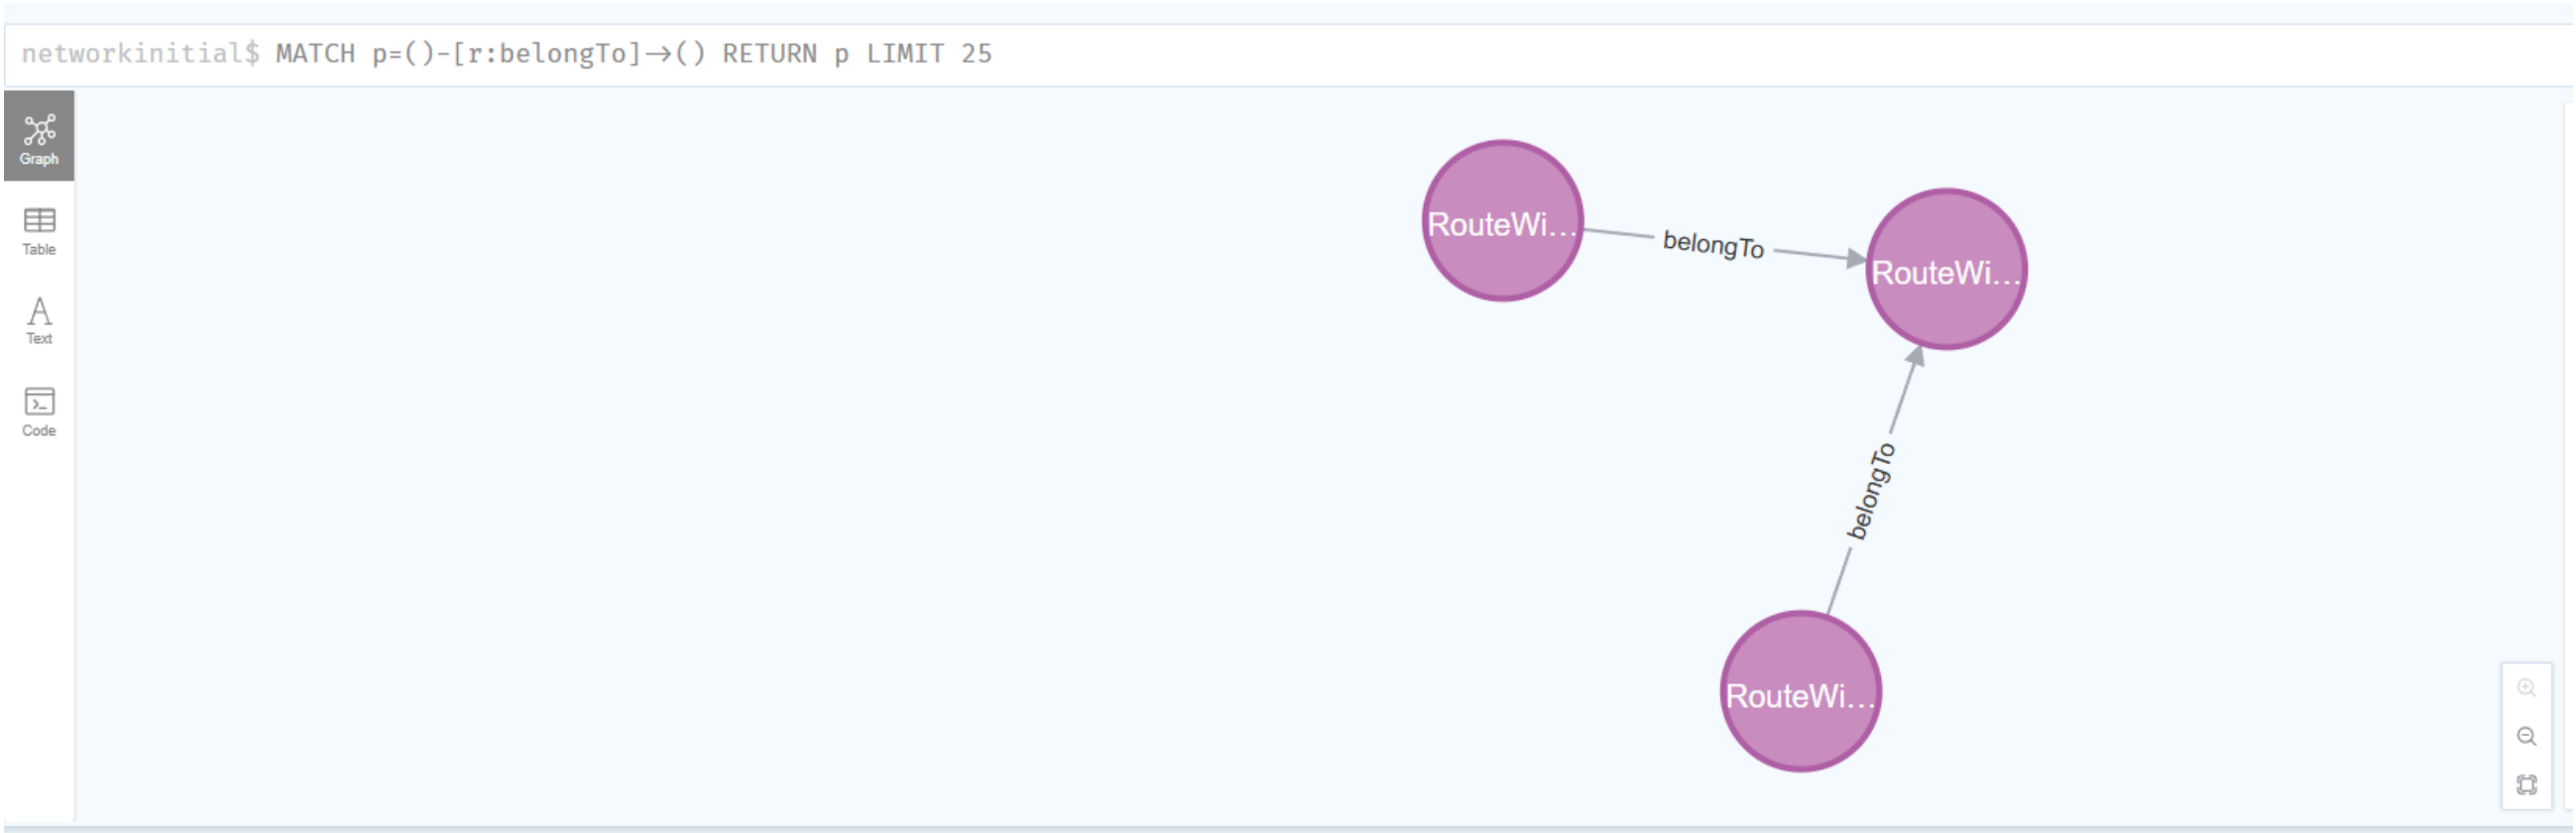 networkinitial$ MATCH p=()-[r:belongTo]→() RETURN p LIMIT 25
Graph
Table
Text
Code
RouteWi...
belongTo
RouteWi...
belongTo
RouteWi...